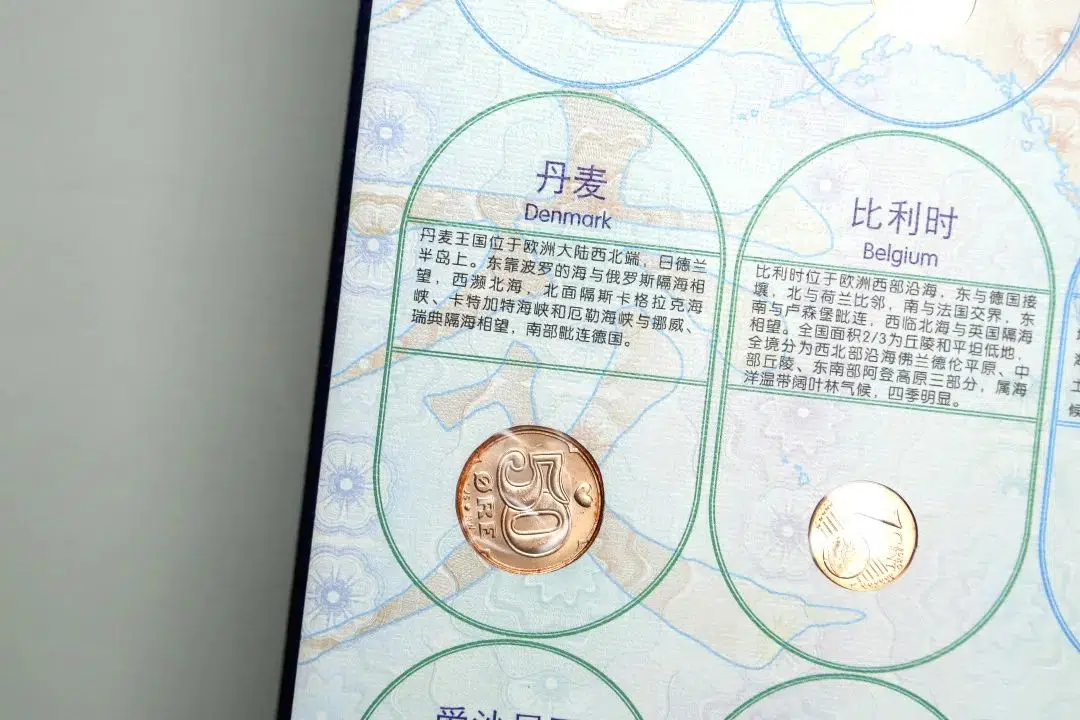 丹麦
Denmark
丹麦王国位于欧洲大陆西北端，日德兰
半岛上。东靠波罗的海与俄罗斯隔海相
望，西濒北海，北面隔斯卡格拉克海
峡、卡特加特海峡和厄勒海峡与挪威、
瑞典隔海相望，南部毗连德国。
50
ØRE
比利时
Belgium
比利时位于欧洲西部沿海，东与德国接
壤，北与荷兰比邻，南与法国交界，东
南与卢森堡毗连，西临北海与英国隔海
相望。全国面积2/3为丘陵和平坦低地，
全境分为西北部沿海佛兰德伦平原、中
部丘陵、东南部阿登高原三部分，属海
洋温带阔叶林气候，四季明显。
1
土
候
爱沙尼亚